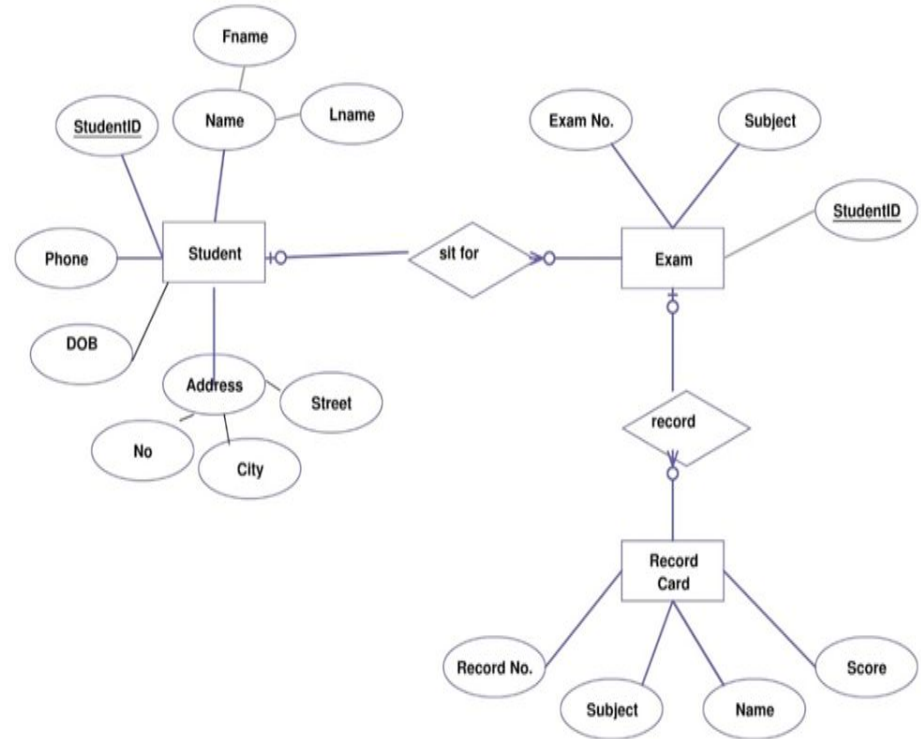 Fname
Name
Lname
StudentID
Exam No.
Subject
StudentID
Phone
Student
sit for
Exam
DOB
Address
Street
No
City
record
Record
Card
Record No.
Subject
Name
Score